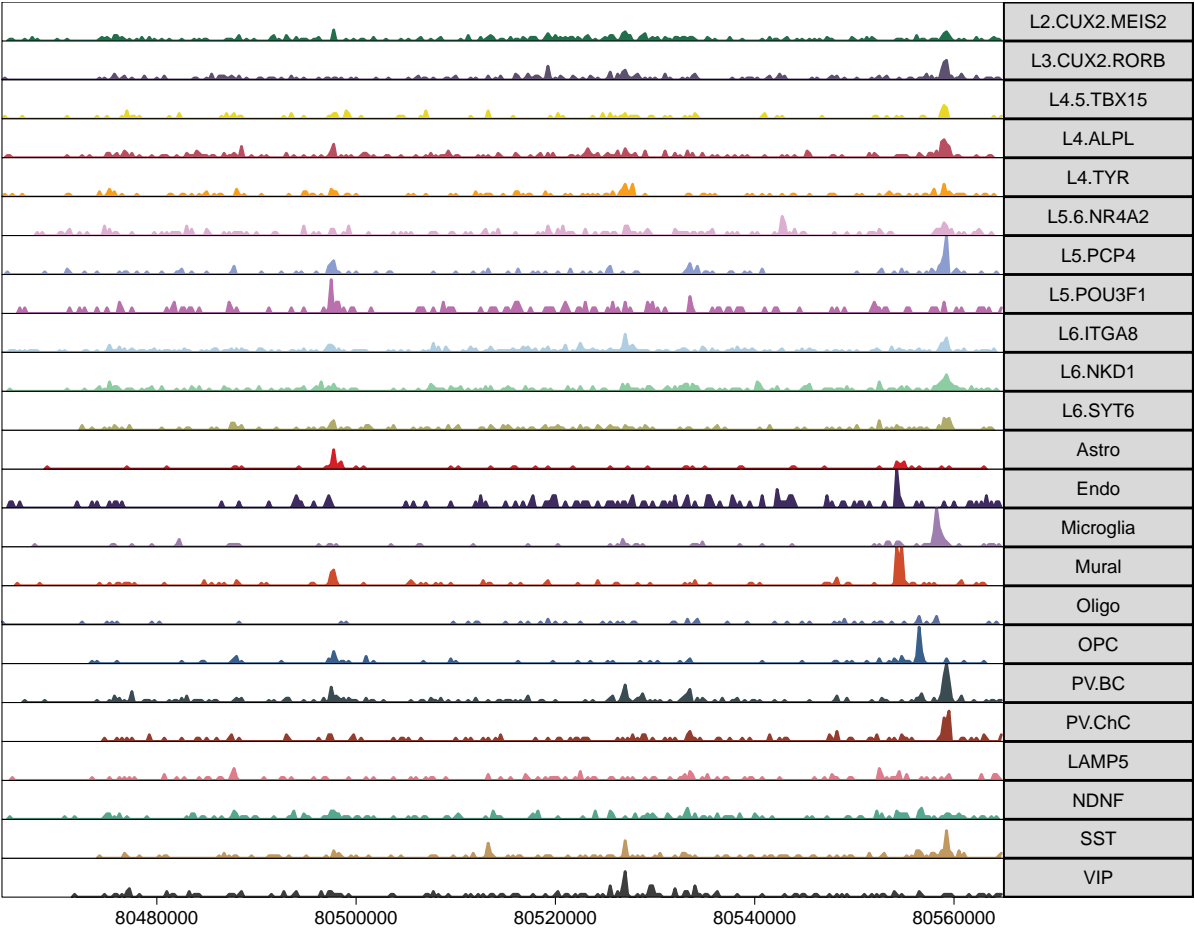 L2.CUX2.MEIS2
L3.CUX2.RORB
L4.5.TBX15
L4.ALPL
L4.TYR
L5.6.NR4A2
L5.PCP4
L5.POU3F1
L6.ITGA8
L6.NKD1
L6.SYT6
Astro
Endo
Microglia
Mural
Oligo
OPC
PV.BC
PV.ChC
LAMP5
NDNF
SST
VIP
80480000 80500000 80520000 80540000 80560000